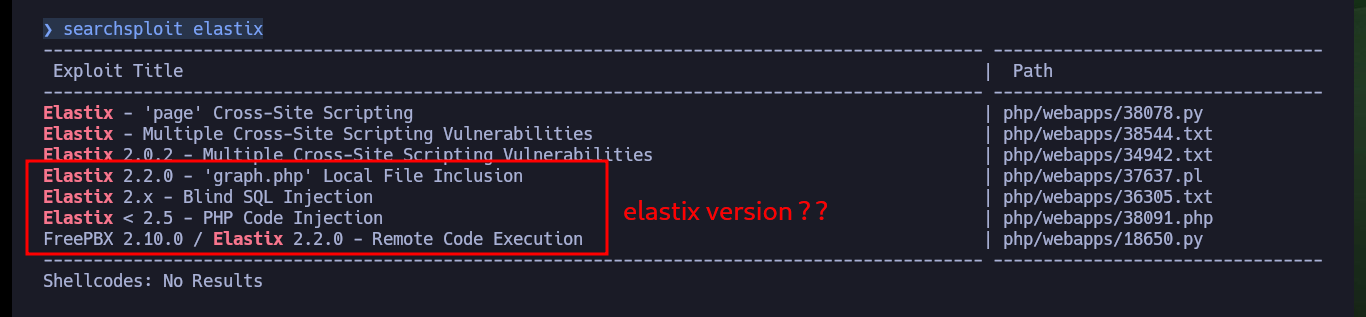 ❯ searchsploit elastix
--------------------------------------------------------------------------------------------- ---------------------------------
Exploit Title | Path
--------------------------------------------------------------------------------------------- ---------------------------------
Elastix - 'page' Cross-Site Scripting | php/webapps/38078.py
Elastix - Multiple Cross-Site Scripting Vulnerabilities | php/webapps/38544.txt
Elastix 2.0.2 - Multiple Cross-Site Scripting Vulnerabilities | php/webapps/34942.txt
Elastix 2.2.0 - 'graph.php' Local File Inclusion | php/webapps/37637.pl
Elastix 2.x - Blind SQL Injection | php/webapps/36305.txt
elastix version ??
Elastix < 2.5 - PHP Code Injection | php/webapps/38091.php
FreePBX 2.10.0 / Elastix 2.2.0 - Remote Code Execution | php/webapps/18650.py
--------------------------------------------------------------------------------------------- ---------------------------------
Shellcodes: No Results